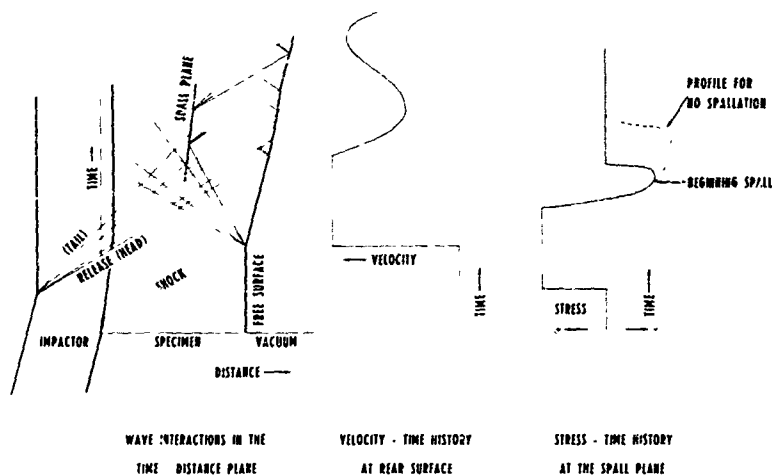 SPALL PLANE
TIME
(TAIL)
RELEASE (HEAD)
SHOCK
FREE SURFACE
IMPACTOR
SPECIMEN
VACUUM
DISTANCE
WAVE INTERACTIONS IN THE
TIME DISTANCE PLANE
VELOCITY
TIME
VELOCITY - TIME HISTORY
AT REAR SURFACE
PROFILE FOR
NO SPALLATION
BEGINNING SPALL
STRESS
TIME
STRESS - TIME HISTORY
AT THE SPALL PLANE